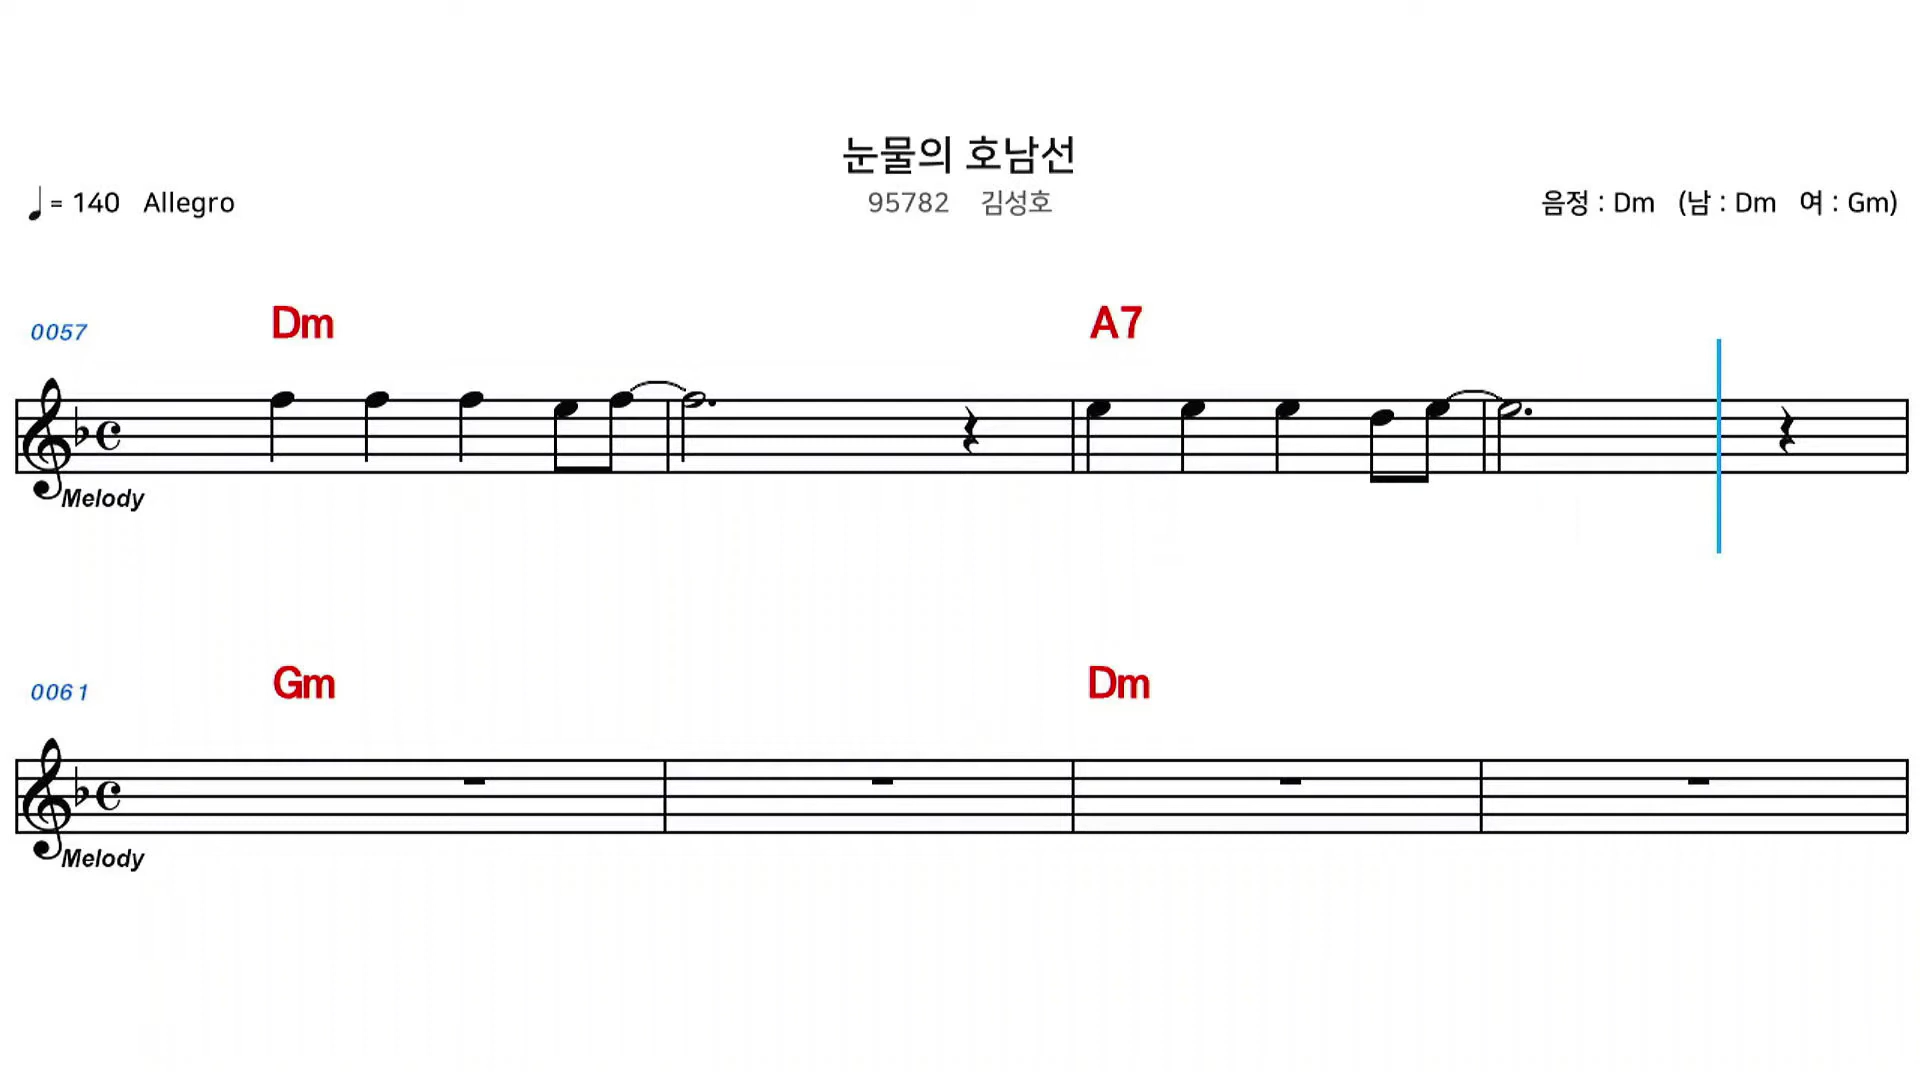 눈물의 호남선
♩= 140 Allegro 95782 김성호 음정 : Dm (남 : Dm 여 : Gm)
0057 Dm A7
Melody
0061 Gm Dm
Melody